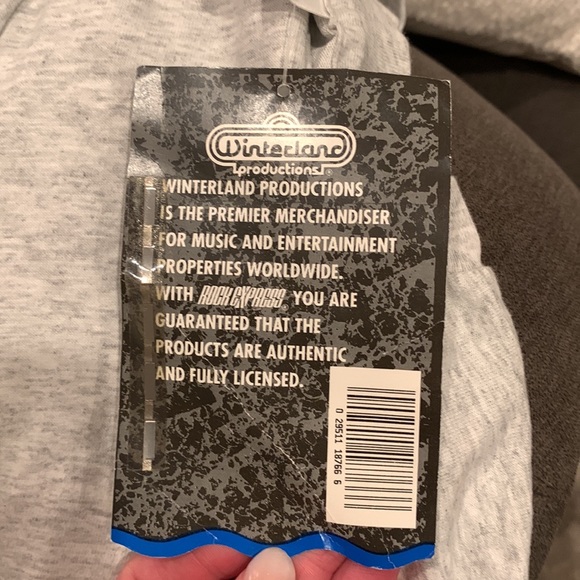 Winterland
productions®
WINTERLAND PRODUCTIONS
IS THE PREMIER MERCHANDISER
FOR MUSIC AND ENTERTAINMENT
PROPERTIES WORLDWIDE.
WITH ROCK EXPRESS® YOU ARE
GUARANTEED THAT THE
PRODUCTS ARE AUTHENTIC
AND FULLY LICENSED.
0 29511 18766 6